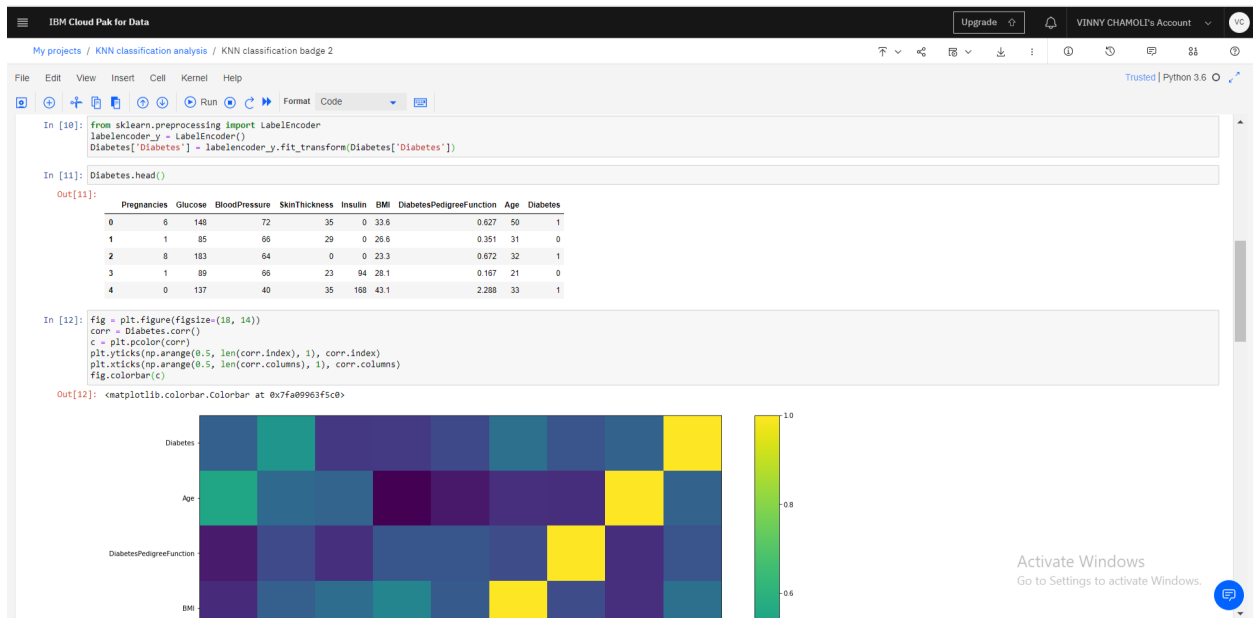 IBM Cloud Pak for Data
Upgrade
VINNY CHAMOLI's Account
VC
My projects / KNN classification analysis / KNN classification badge 2
File Edit View Insert Cell Kernel Help
Trusted | Python 3.6
Run
Format Code
In [10]: from sklearn.preprocessing import LabelEncoder
labelencoder_y = LabelEncoder()
Diabetes['Diabetes'] = labelencoder_y.fit_transform(Diabetes['Diabetes'])
In [11]: Diabetes.head()
Out[11]:
Pregnancies Glucose BloodPressure SkinThickness Insulin BMI DiabetesPedigreeFunction Age Diabetes
0 6 148 72 35 0 33.6 0.627 50 1
1 1 85 66 29 0 26.6 0.351 31 0
2 8 183 64 0 0 23.3 0.672 32 1
3 1 89 66 23 94 28.1 0.167 21 0
4 0 137 40 35 168 43.1 2.288 33 1
In [12]: fig = plt.figure(figsize=(18, 14))
corr = Diabetes.corr()
c = plt.pcolor(corr)
plt.yticks(np.arange(0.5, len(corr.index), 1), corr.index)
plt.xticks(np.arange(0.5, len(corr.columns), 1), corr.columns)
fig.colorbar(c)
Out[12]: <matplotlib.colorbar.Colorbar at 0x7fa09963f5c0>
1.0
Diabetes
Age
0.8
DiabetesPedigreeFunction
Activate Windows
Go to Settings to activate Windows.
0.6
BMI